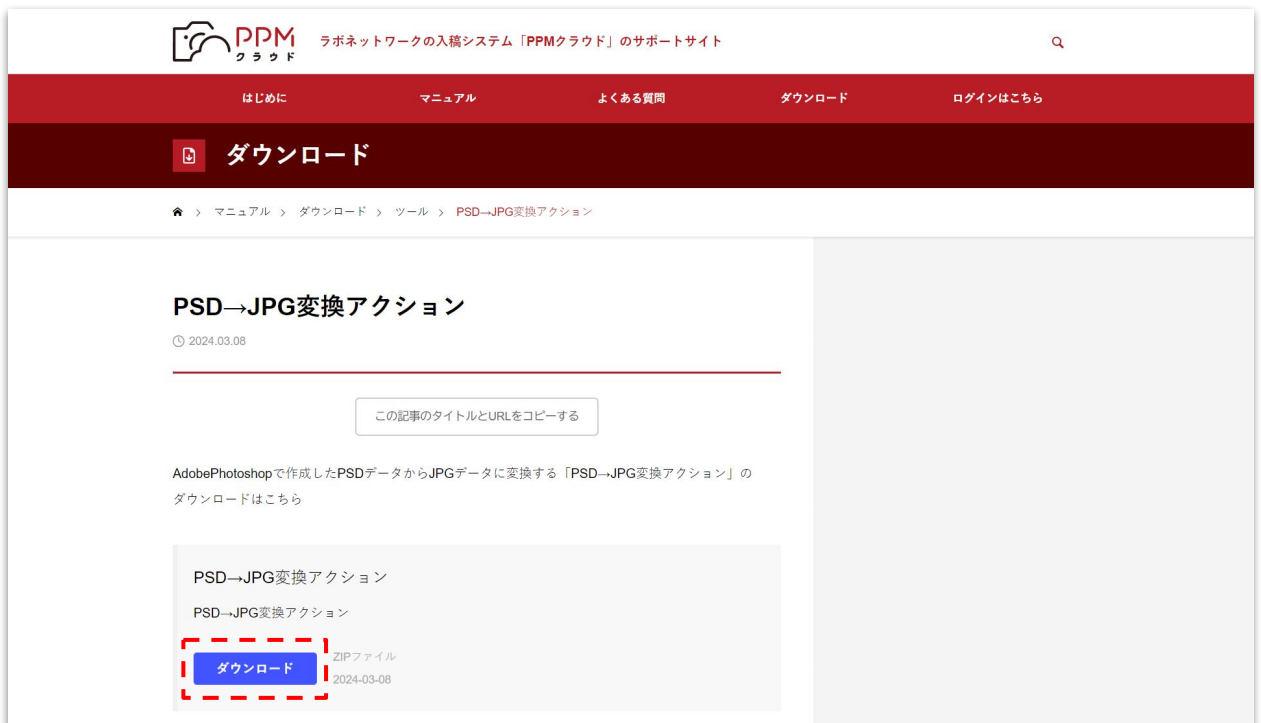 PPM
クラウド
ラボネットワークの入稿システム「PPMクラウド」のサポートサイト
はじめに
マニュアル
よくある質問
ダウンロード
ログインはこちら
ダウンロード
マニュアル > ダウンロード > ツール > PSD→JPG変換アクション
PSD→JPG変換アクション
2024.03.08
この記事のタイトルとURLをコピーする
AdobePhotoshopで作成したPSDデータからJPGデータに変換する「PSD→JPG変換アクション」の
ダウンロードはこちら
PSD→JPG変換アクション
PSD→JPG変換アクション
ダウンロード
ZIPファイル
2024-03-08